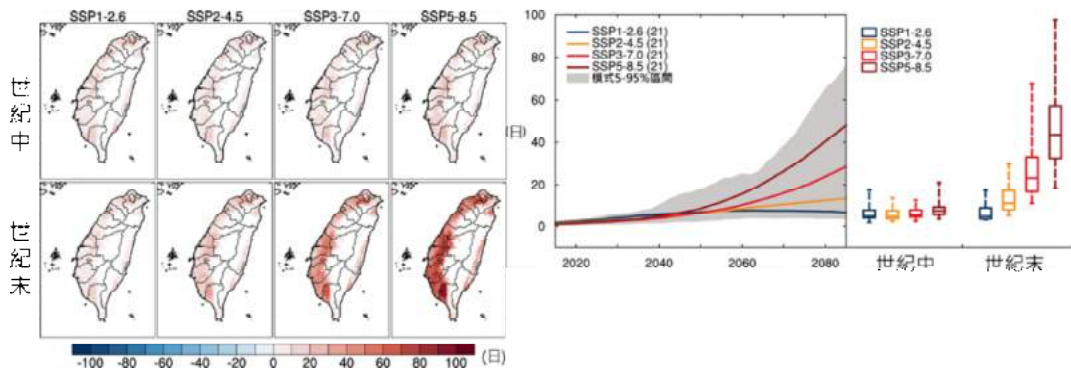 SSP1-2.6 SSP2-4.5 SSP3-7.0 SSP5-8.5
世紀中
世紀末
-100 -80 -60 -40 -20 0 20 40 60 80 100 (日)
100
80
60
40
20
0
(日)
SSP1-2.6 (21)
SSP2-4.5 (21)
SSP3-7.0 (21)
SSP5-8.5 (21)
模式5-95%區間
2020 2040 2060 2080
SSP1-2.6
SSP2-4.5
SSP3-7.0
SSP5-8.5
世紀中 世紀末